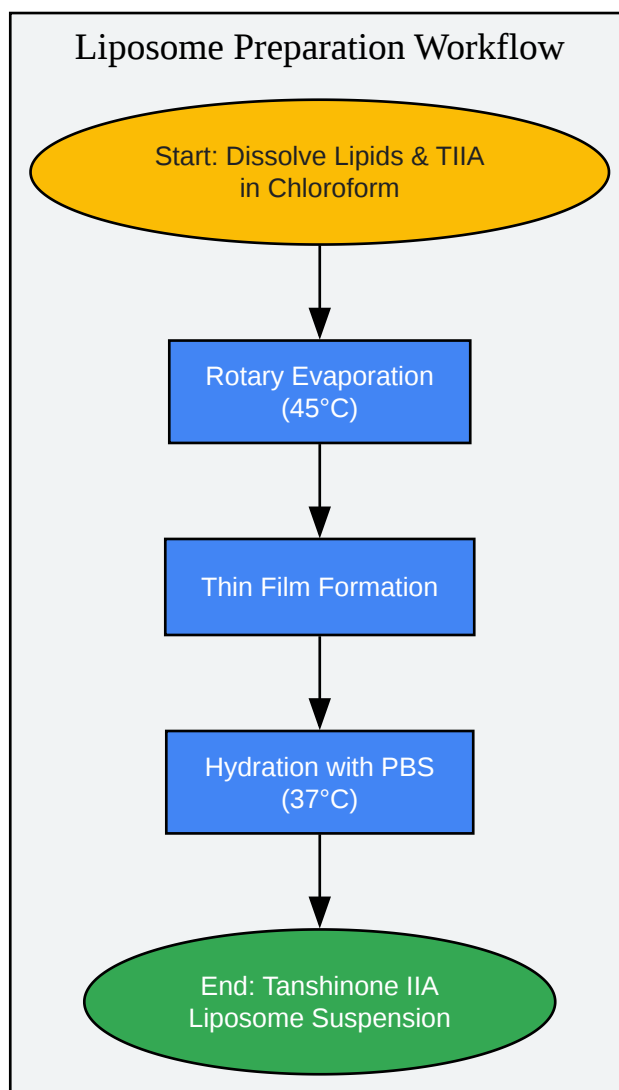 Liposome Preparation Workflow
Start: Dissolve Lipids & TIIA
in Chloroform
Rotary Evaporation
(45°C)
Thin Film Formation
Hydration with PBS
(37°C)
End: Tanshinone IIA
Liposome Suspension